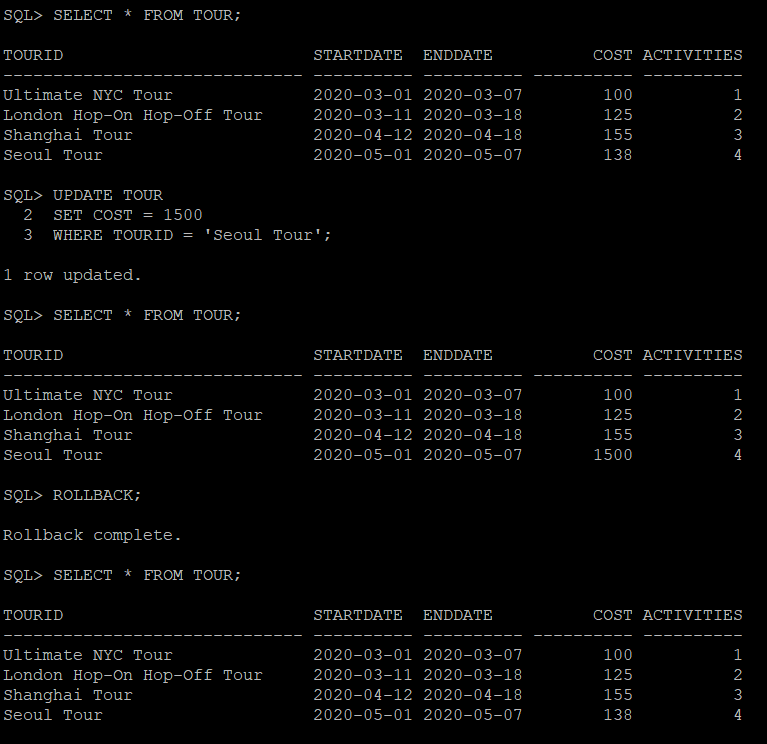 SQL> SELECT * FROM TOUR;
TOURID                         STARTDATE  ENDDATE          COST ACTIVITIES
------------------------------ ---------- ---------- ---------- ----------
Ultimate NYC Tour              2020-03-01 2020-03-07        100          1
London Hop-On Hop-Off Tour     2020-03-11 2020-03-18        125          2
Shanghai Tour                  2020-04-12 2020-04-18        155          3
Seoul Tour                     2020-05-01 2020-05-07        138          4
SQL> UPDATE TOUR
  2  SET COST = 1500
  3  WHERE TOURID = 'Seoul Tour';
1 row updated.
SQL> SELECT * FROM TOUR;
TOURID                         STARTDATE  ENDDATE          COST ACTIVITIES
------------------------------ ---------- ---------- ---------- ----------
Ultimate NYC Tour              2020-03-01 2020-03-07        100          1
London Hop-On Hop-Off Tour     2020-03-11 2020-03-18        125          2
Shanghai Tour                  2020-04-12 2020-04-18        155          3
Seoul Tour                     2020-05-01 2020-05-07       1500          4
SQL> ROLLBACK;
Rollback complete.
SQL> SELECT * FROM TOUR;
TOURID                         STARTDATE  ENDDATE          COST ACTIVITIES
------------------------------ ---------- ---------- ---------- ----------
Ultimate NYC Tour              2020-03-01 2020-03-07        100          1
London Hop-On Hop-Off Tour     2020-03-11 2020-03-18        125          2
Shanghai Tour                  2020-04-12 2020-04-18        155          3
Seoul Tour                     2020-05-01 2020-05-07        138          4